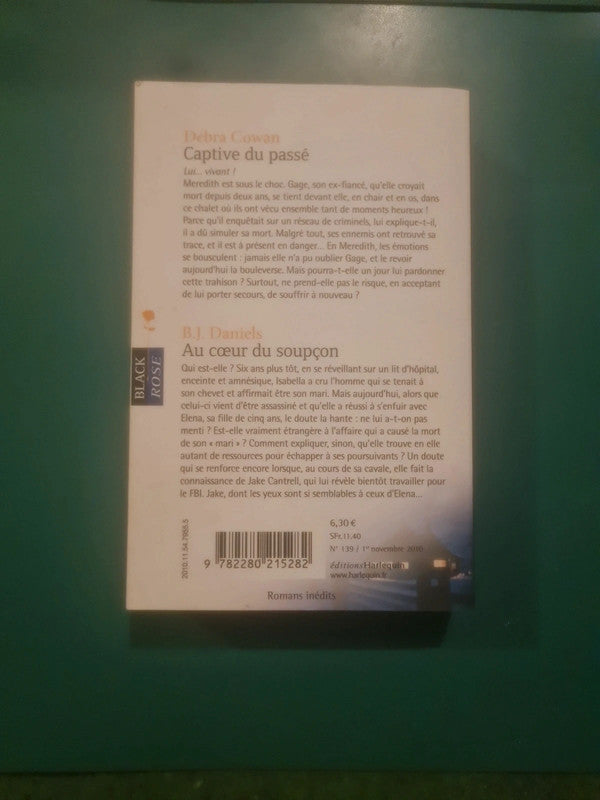 Debra Cowan
Captive du passé
Lui... vivant !
Meredith est sous le choc. Gage, son ex-fiancé, qu'elle croyait
mort depuis deux ans, se tient devant elle, en chair et en os, dans
ce chalet où ils ont vécu ensemble tant de moments heureux !
Parce qu'il enquêtait sur un réseau de criminels, lui explique-t-il,
il a dû simuler sa mort. Malgré tout, ses ennemis ont retrouvé sa
trace, et il est à présent en danger... En Meredith, les émotions
se bousculent : jamais elle n'a pu oublier Gage, et le revoir
aujourd'hui la bouleverse. Mais pourra-t-elle un jour lui pardonner
cette trahison ? Surtout, ne prend-elle pas le risque, en acceptant
de lui porter secours, de souffrir à nouveau ?
B.J. Daniels
Au cœur du soupçon
Qui est-elle ? Six ans plus tôt, en se réveillant sur un lit d'hôpital,
enceinte et amnésique, Isabella a cru l'homme qui se tenait à
son chevet et affirmait être son mari. Mais aujourd'hui, alors que
celui-ci vient d'être assassiné et qu'elle a réussi à s'enfuir avec
Elena, sa fille de cinq ans, le doute la hante : ne lui a-t-on pas
menti ? Est-elle vraiment étrangère à l'affaire qui a causé la mort
de son « mari » ? Comment expliquer, sinon, qu'elle trouve en elle
autant de ressources pour échapper à ses poursuivants ? Un doute
qui se renforce encore lorsque, au cours de sa cavale, elle fait la
connaissance de Jake Cantrell, qui lui révèle bientôt travailler pour
le FBI. Jake, dont les yeux sont si semblables à ceux d'Elena...
BLACK
ROSE
2010.11.54.7955.5
9 782280 215282
6,30 €
SFr.11.40
N° 139 / 1er novembre 2010
éditionsHarlequin
www.harlequin.fr
Romans inédits